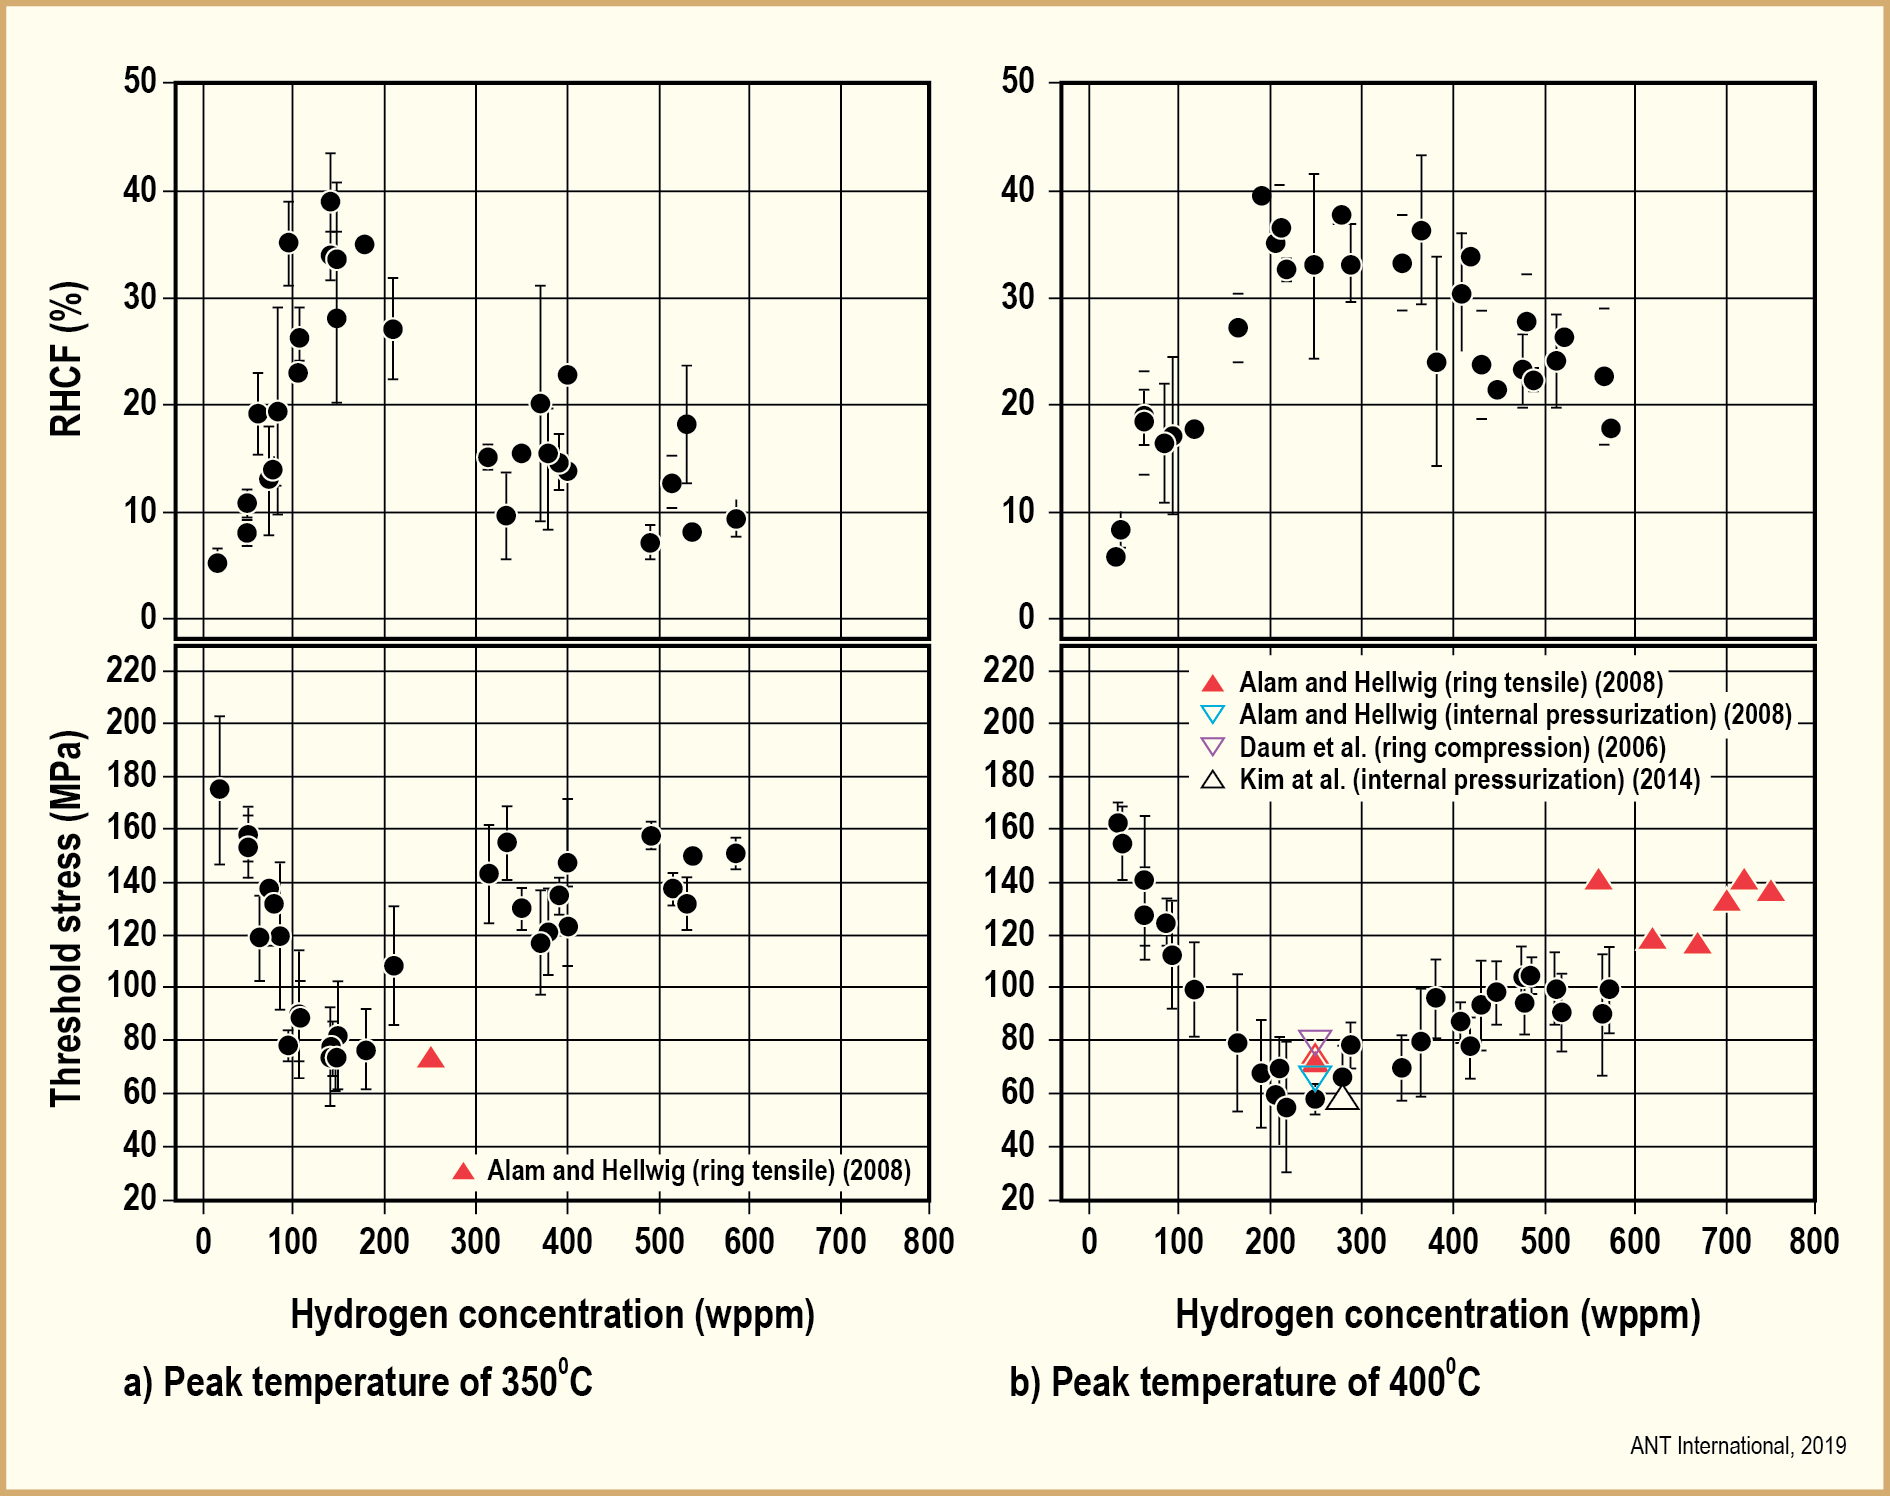 50
40
30
20
10
0
RHCF (%)
50
40
30
20
10
0
220
200
180
160
140
120
100
80
60
40
20
Threshold stress (MPa)
Alam and Hellwig (ring tensile) (2008)
0 100 200 300 400 500 600 700 800
Hydrogen concentration (wppm)
a) Peak temperature of 350⁰C
220
200
180
160
140
120
100
80
60
40
20
Alam and Hellwig (ring tensile) (2008)
Alam and Hellwig (internal pressurization) (2008)
Daum et al. (ring compression) (2006)
Kim at al. (internal pressurization) (2014)
0 100 200 300 400 500 600 700 800
Hydrogen concentration (wppm)
b) Peak temperature of 400⁰C
ANT International, 2019